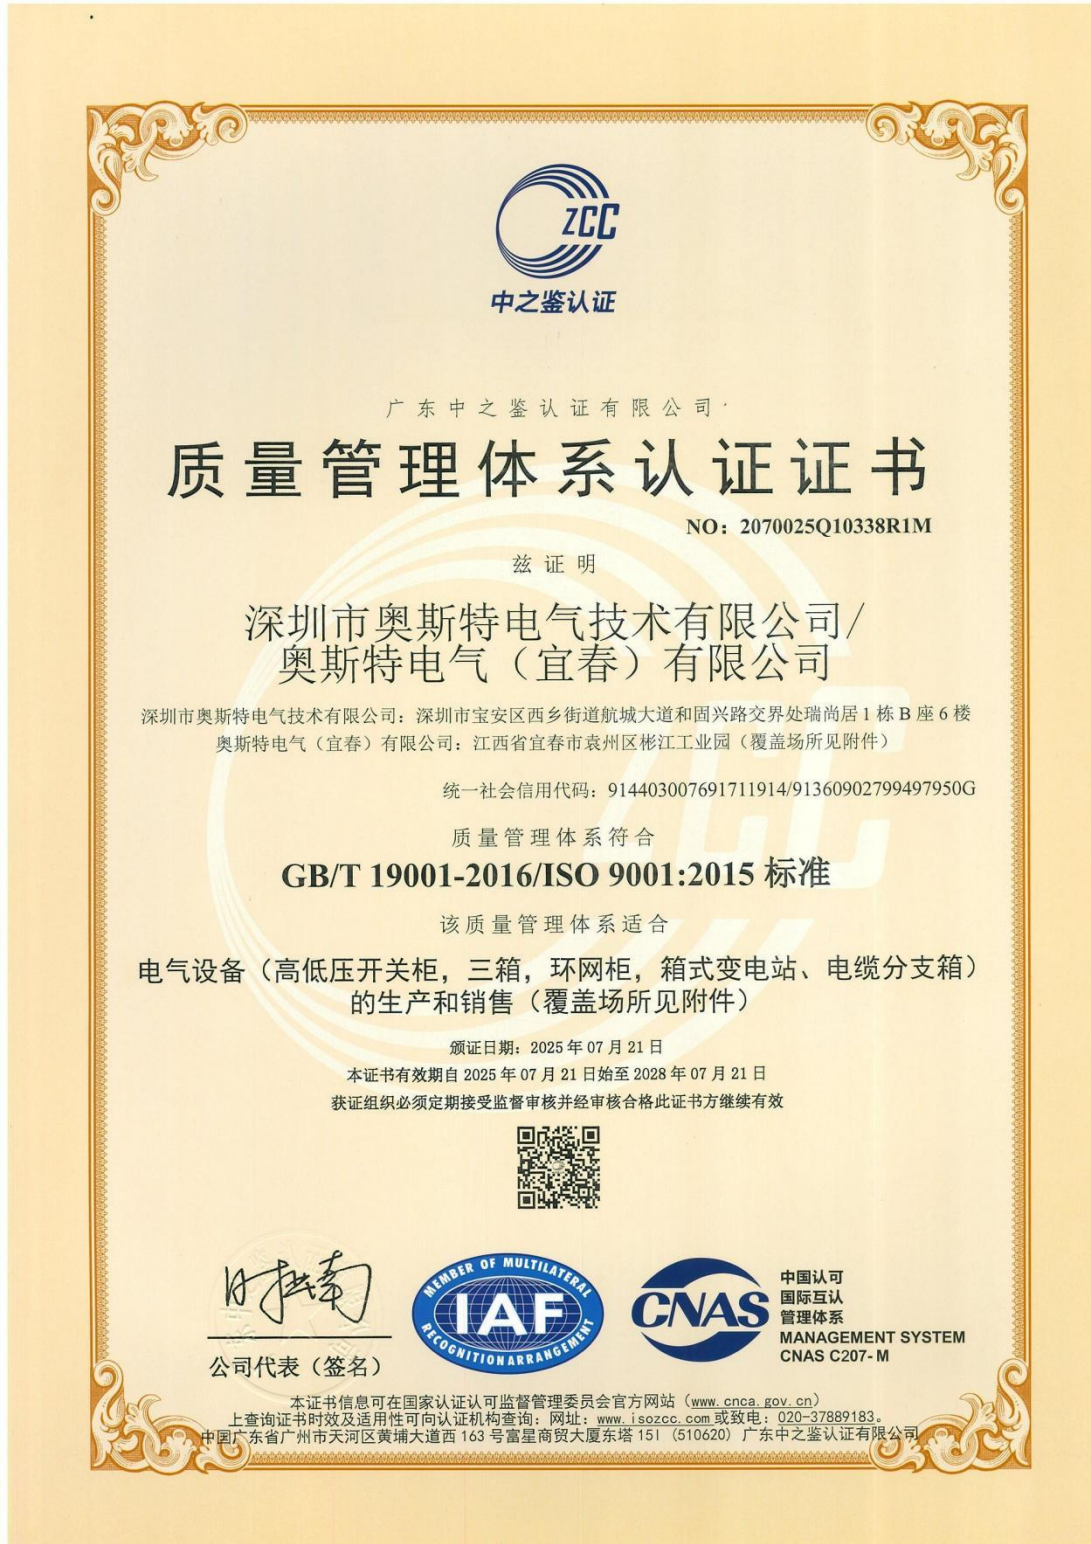 ZCC
中之鉴认证
广东中之鉴认证有限公司
质量管理体系认证证书
NO：2070025Q10338R1M
兹证明
深圳市奥斯特电气技术有限公司/
奥斯特电气（宜春）有限公司
深圳市奥斯特电气技术有限公司：深圳市宝安区西乡街道航城大道和固兴路交界处瑞尚居1栋B座6楼
奥斯特电气（宜春）有限公司：江西省宜春市袁州区彬江工业园（覆盖场所见附件）
统一社会信用代码：914403007691711914/91360902799497950G
质量管理体系符合
GB/T 19001-2016/ISO 9001:2015 标准
该质量管理体系适合
电气设备（高低压开关柜，三箱，环网柜，箱式变电站、电缆分支箱）
的生产和销售（覆盖场所见附件）
颁证日期：2025年07月21日
本证书有效期自2025年07月21日始至2028年07月21日
获证组织必须定期接受监督审核并经审核合格此证书方继续有效
公司代表（签名）
MEMBER OF MULTILATERAL
IAF
RECOGNITION ARRANGEMENT
CNAS
中国认可
国际互认
管理体系
MANAGEMENT SYSTEM
CNAS C207-M
本证书信息可在国家认证认可监督管理委员会官方网站（www.cnca.gov.cn）
上查询证书时效及适用性可向认证机构查询：网址：www.isozcc.com或致电：020-37889183。
中国广东省广州市天河区黄埔大道西163号富星商贸大厦东塔15I（510620）广东中之鉴认证有限公司